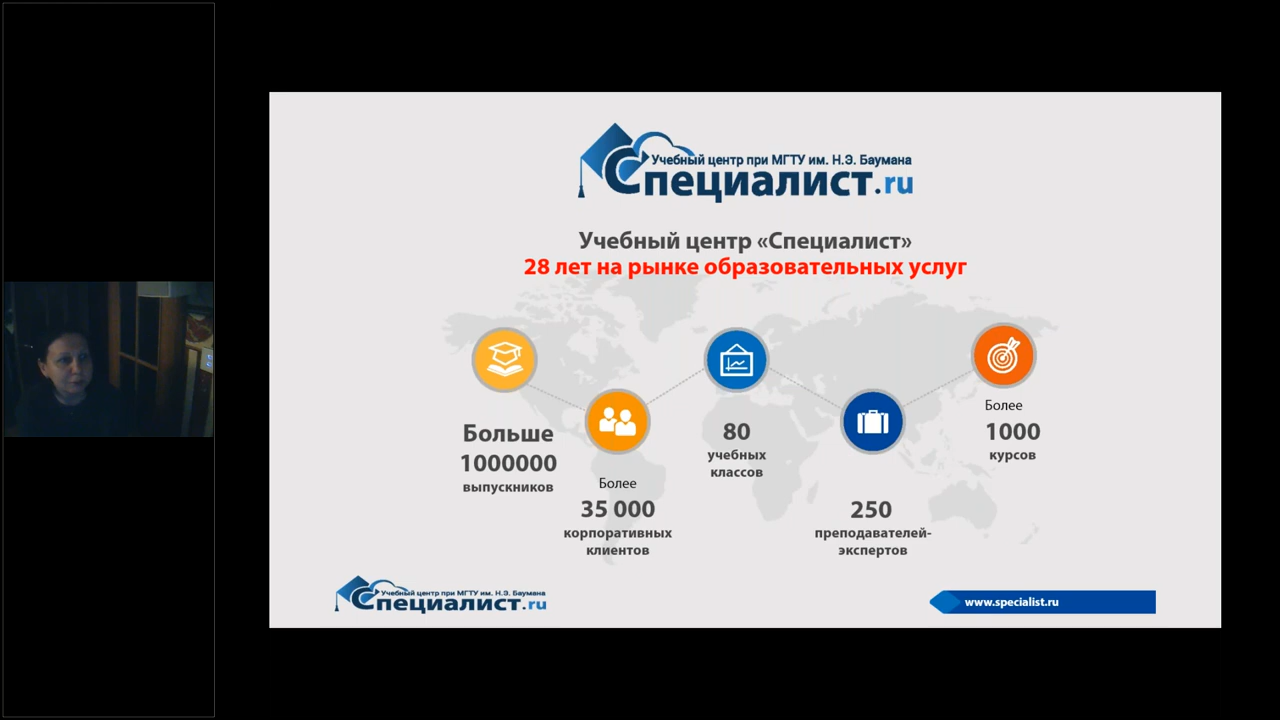 Учебный центр при МГТУ им. Н.Э. Баумана
Специалист.ru
Учебный центр «Специалист»
28 лет на рынке образовательных услуг
Больше
1000000
выпускников
Более
35 000
корпоративных
клиентов
80
учебных
классов
250
преподавателей-
экспертов
Более
1000
курсов
Учебный центр при МГТУ им. Н.Э. Баумана
Специалист.ru
www.specialist.ru